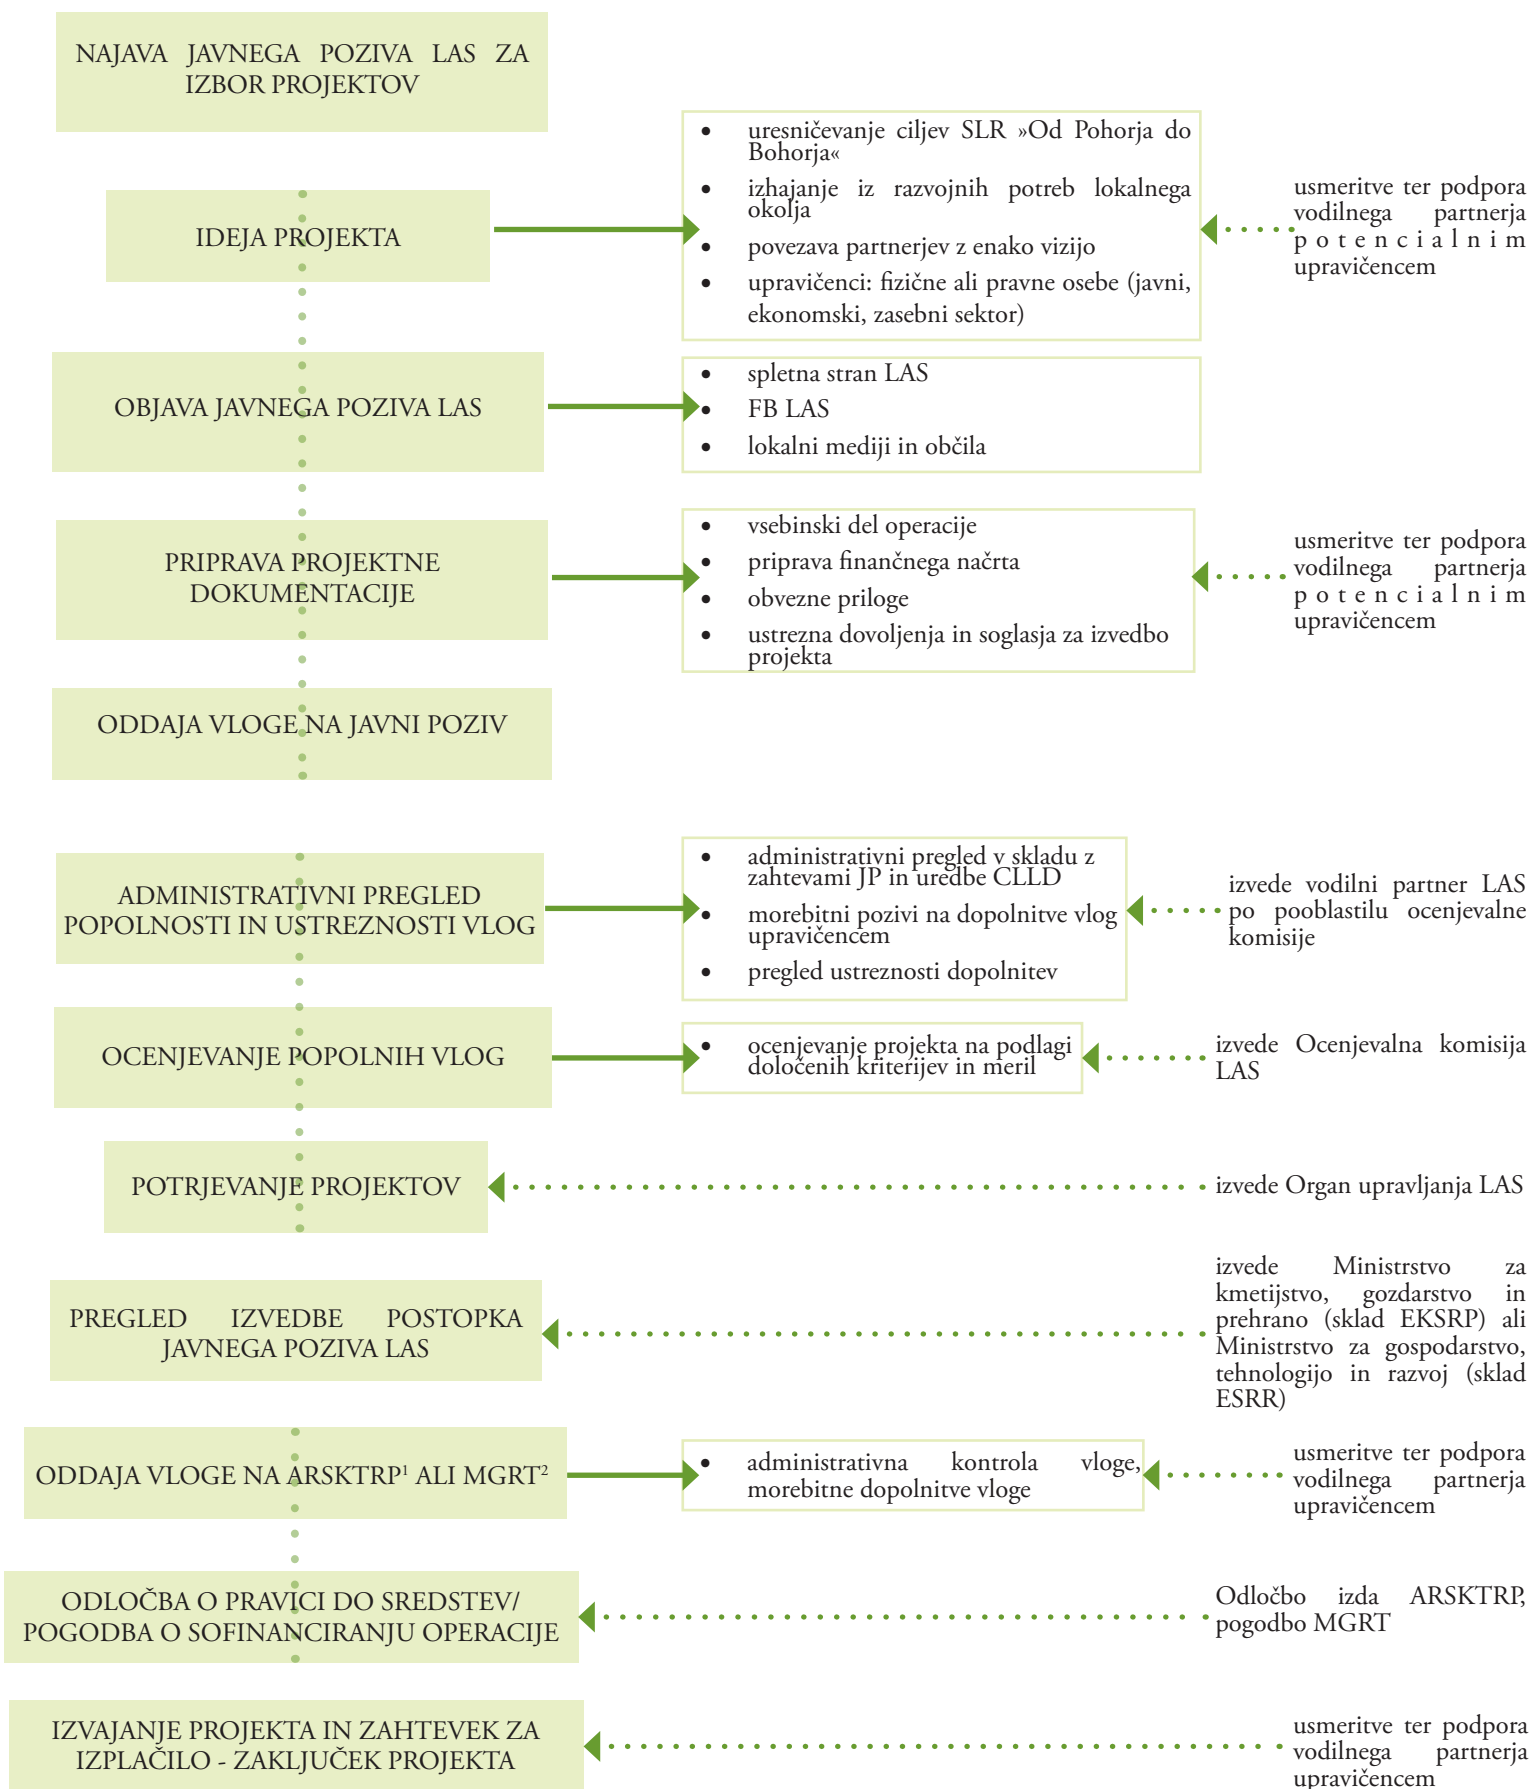 NAJAVA JAVNEGA POZIVA LAS ZA
IZBOR PROJEKTOV
IDEJA PROJEKTA
• uresničevanje ciljev SLR »Od Pohorja do
Bohorja«
• izhajanje iz razvojnih potreb lokalnega
okolja
• povezava partnerjev z enako vizijo
• upravičenci: fizične ali pravne osebe (javni,
ekonomski, zasebni sektor)
usmeritve ter podpora
vodilnega partnerja
potencialnim
upravičencem
OBJAVA JAVNEGA POZIVA LAS
• spletna stran LAS
• FB LAS
• lokalni mediji in občila
PRIPRAVA PROJEKTNE
DOKUMENTACIJE
• vsebinski del operacije
• priprava finančnega načrta
• obvezne priloge
• ustrezna dovoljenja in soglasja za izvedbo
projekta
usmeritve ter podpora
vodilnega partnerja
potencialnim
upravičencem
ODDAJA VLOGE NA JAVNI POZIV
ADMINISTRATIVNI PREGLED
POPOLNOSTI IN USTREZNOSTI VLOG
• administrativni pregled v skladu z
zahtevami JP in uredbe CLLD
• morebitni pozivi na dopolnitve vlog
upravičencem
• pregled ustreznosti dopolnitev
izvede vodilni partner LAS
po pooblastilu ocenjevalne
komisije
OCENJEVANJE POPOLNIH VLOG
• ocenjevanje projekta na podlagi
določenih kriterijev in meril
izvede Ocenjevalna komisija
LAS
POTRJEVANJE PROJEKTOV
izvede Organ upravljanja LAS
PREGLED IZVEDBE POSTOPKA
JAVNEGA POZIVA LAS
izvede Ministrstvo za
kmetijstvo, gozdarstvo in
prehrano (sklad EKSRP) ali
Ministrstvo za gospodarstvo,
tehnologijo in razvoj (sklad
ESRR)
ODDAJA VLOGE NA ARSKTRP¹ ALI MGRT²
• administrativna kontrola vloge,
morebitne dopolnitve vloge
usmeritve ter podpora
vodilnega partnerja
upravičencem
ODLOČBA O PRAVICI DO SREDSTEV/
POGODBA O SOFINANCIRANJU OPERACIJE
Odločbo izda ARSKTRP,
pogodbo MGRT
IZVAJANJE PROJEKTA IN ZAHTEVEK ZA
IZPLAČILO - ZAKLJUČEK PROJEKTA
usmeritve ter podpora
vodilnega partnerja
upravičencem